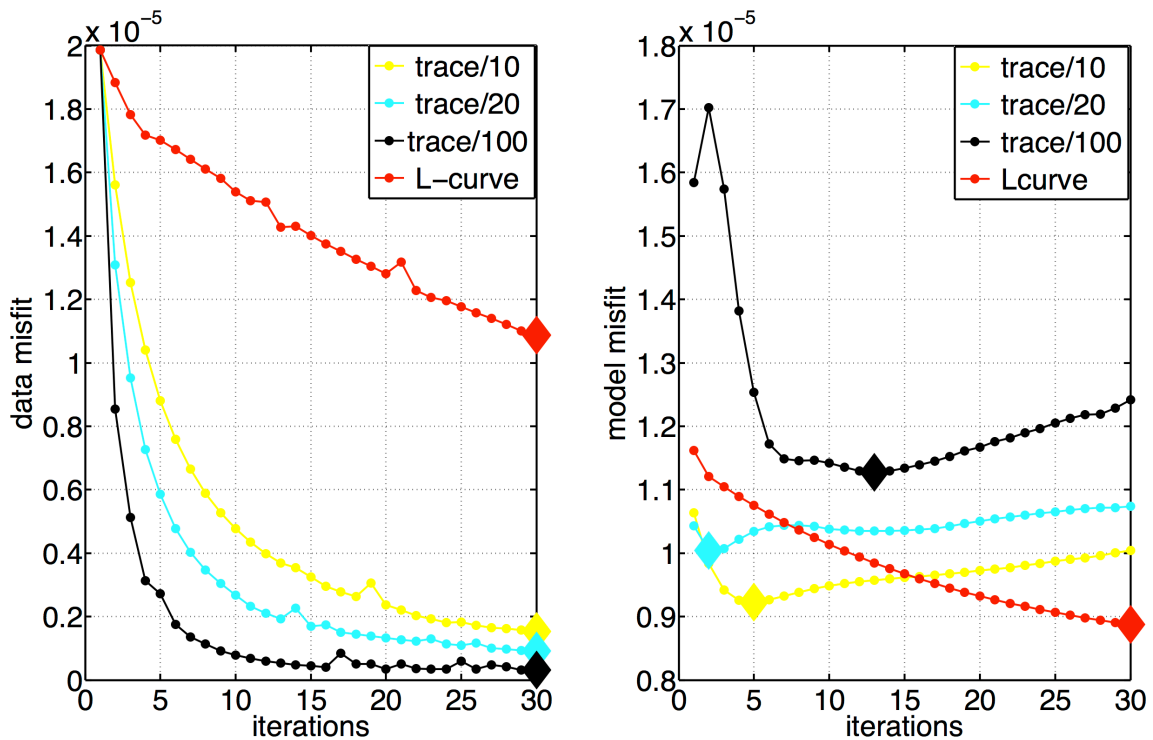 x 10⁻⁵
2
1.8
1.6
1.4
1.2
1
0.8
0.6
0.4
0.2
0
data misfit
0 5 10 15 20 25 30
iterations
trace/10
trace/20
trace/100
L−curve
x 10⁻⁵
1.8
1.7
1.6
1.5
1.4
1.3
1.2
1.1
1
0.9
0.8
model misfit
0 5 10 15 20 25 30
iterations
trace/10
trace/20
trace/100
Lcurve